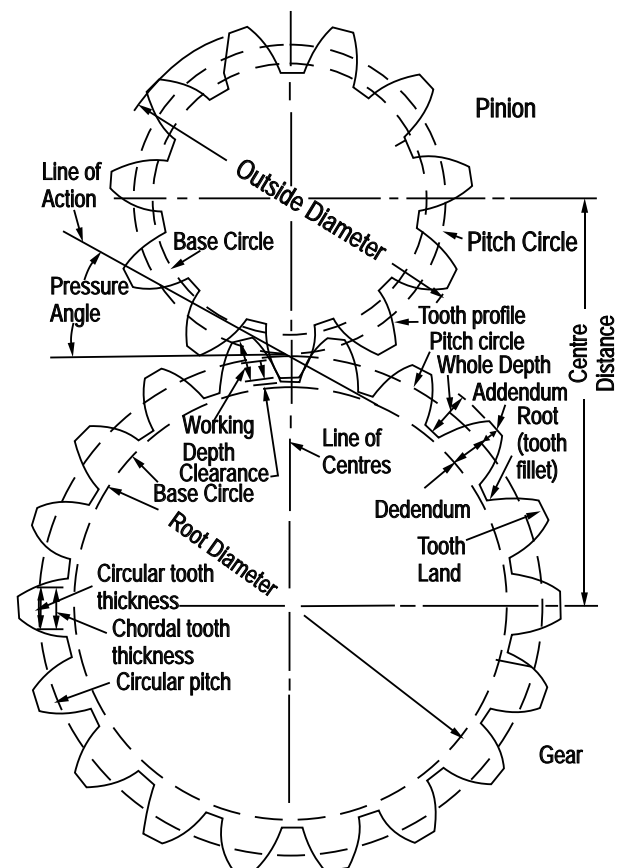 Pinion
Line of
Action
Outside Diameter
Base Circle
Pitch Circle
Pressure
Angle
Tooth profile
Pitch circle
Whole Depth
Addendum
Root
(tooth
fillet)
Centre
Distance
Working
Depth
Clearance
Line of
Centres
Base Circle
Dedendum
Root Diameter
Tooth
Land
Circular tooth
thickness
Chordal tooth
thickness
Circular pitch
Gear